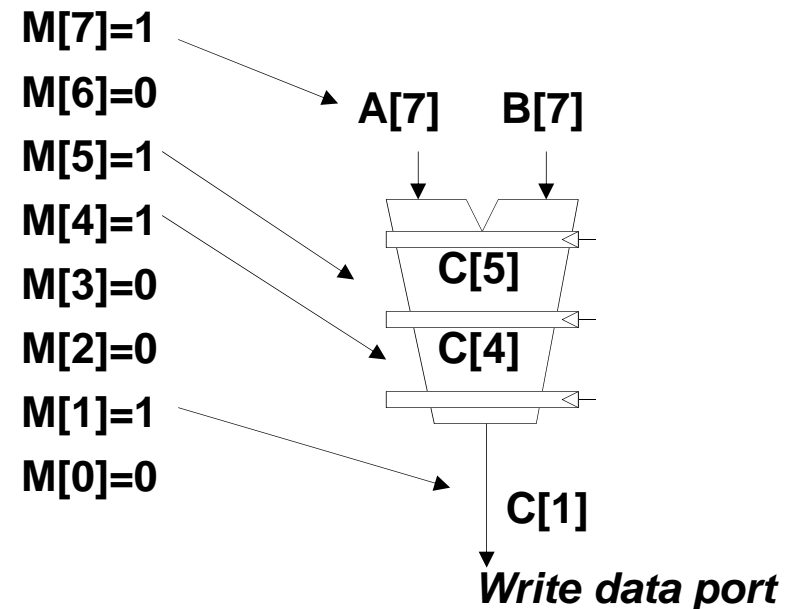 M[7]=1
M[6]=0
M[5]=1
M[4]=1
M[3]=0
M[2]=0
M[1]=1
M[0]=0
A[7] B[7]
C[5]
C[4]
C[1]
Write data port